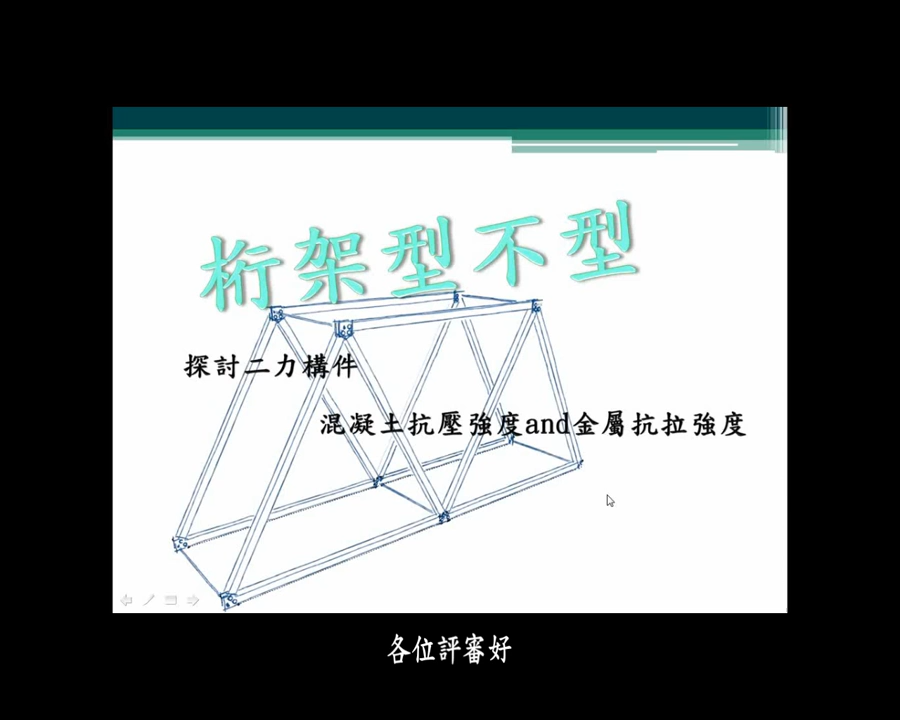 桁架型不型
探討二力構件
混凝土抗壓強度and金屬抗拉強度
各位評審好